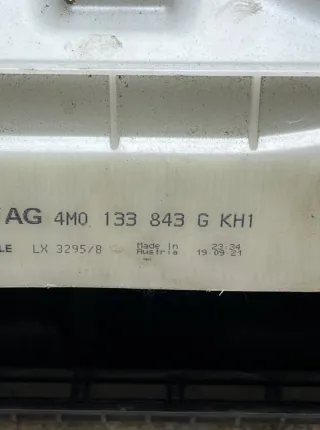 AG 4M0 133 843 G KH1
LE LX 3295/8 Made In 23:34
Austria 19-09-21